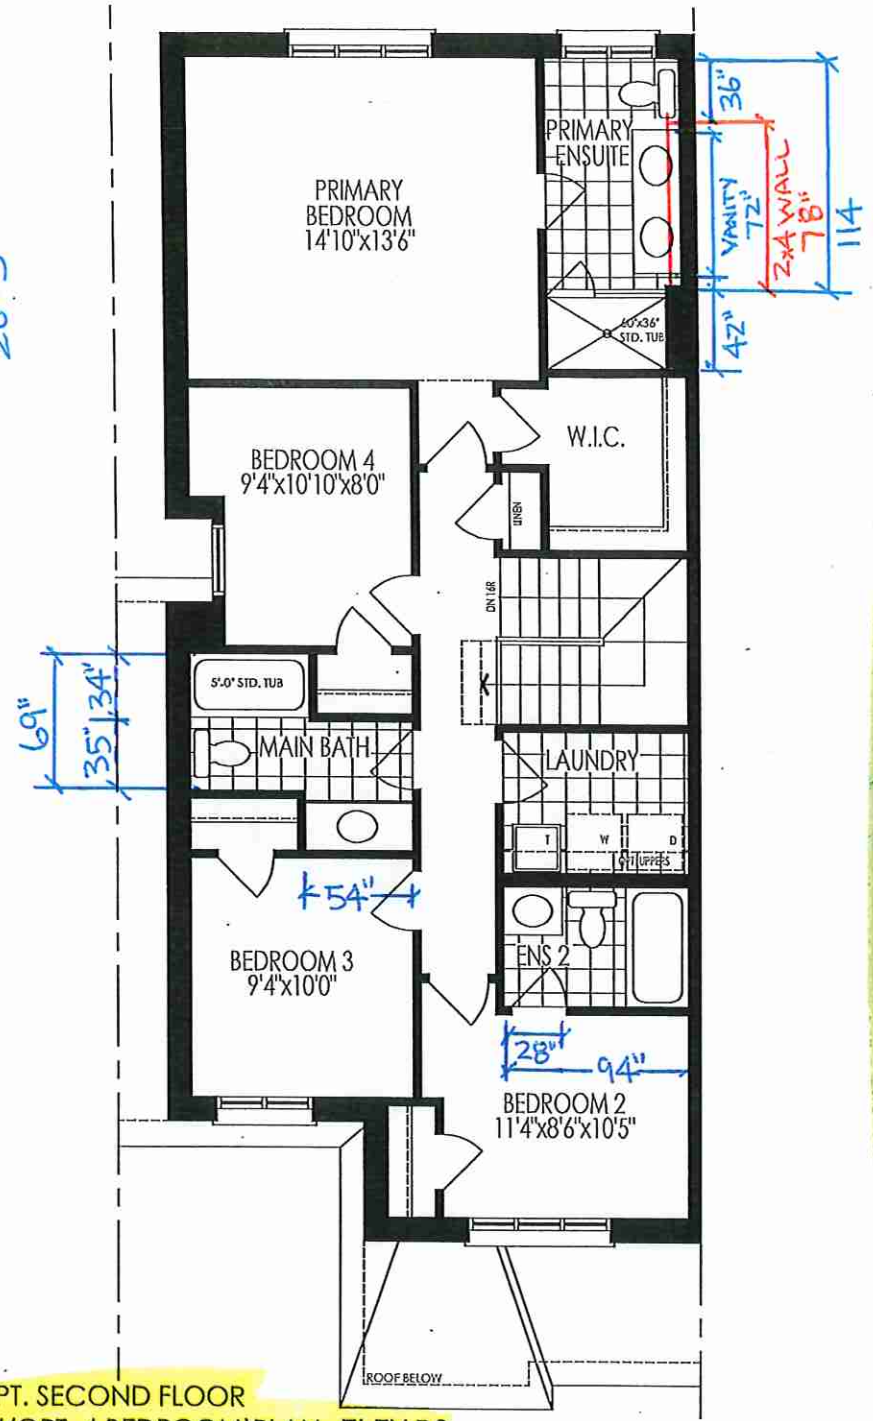 36"
PRIMARY
ENSUITE
PRIMARY
BEDROOM
14'10"x13'6"
VANITY
72"
2x4 WALL
78"
114
60"x36"
STD. TUB
42"
W.I.C.
BEDROOM 4
9'4"x10'10"x8'0"
LINEN
DN 16R
5'.0" STD. TUB
69"
34"
35"
MAIN BATH
LAUNDRY
T
W
D
OPT UPPERS
54"
BEDROOM 3
9'4"x10'0"
ENS 2
28"
94"
BEDROOM 2
11'4"x8'6"x10'5"
ROOF BELOW
PT. SECOND FLOOR